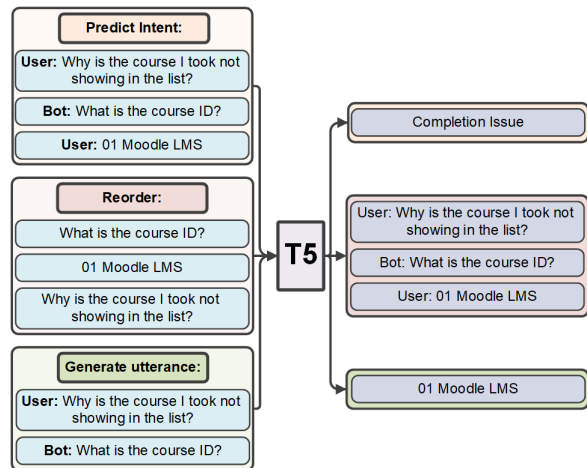 Predict Intent:
User: Why is the course I took not
showing in the list?
Bot: What is the course ID?
User: 01 Moodle LMS
Reorder:
What is the course ID?
01 Moodle LMS
Why is the course I took not
showing in the list?
Generate utterance:
User: Why is the course I took not
showing in the list?
Bot: What is the course ID?
T5
Completion Issue
User: Why is the course I took not
showing in the list?
Bot: What is the course ID?
User: 01 Moodle LMS
01 Moodle LMS